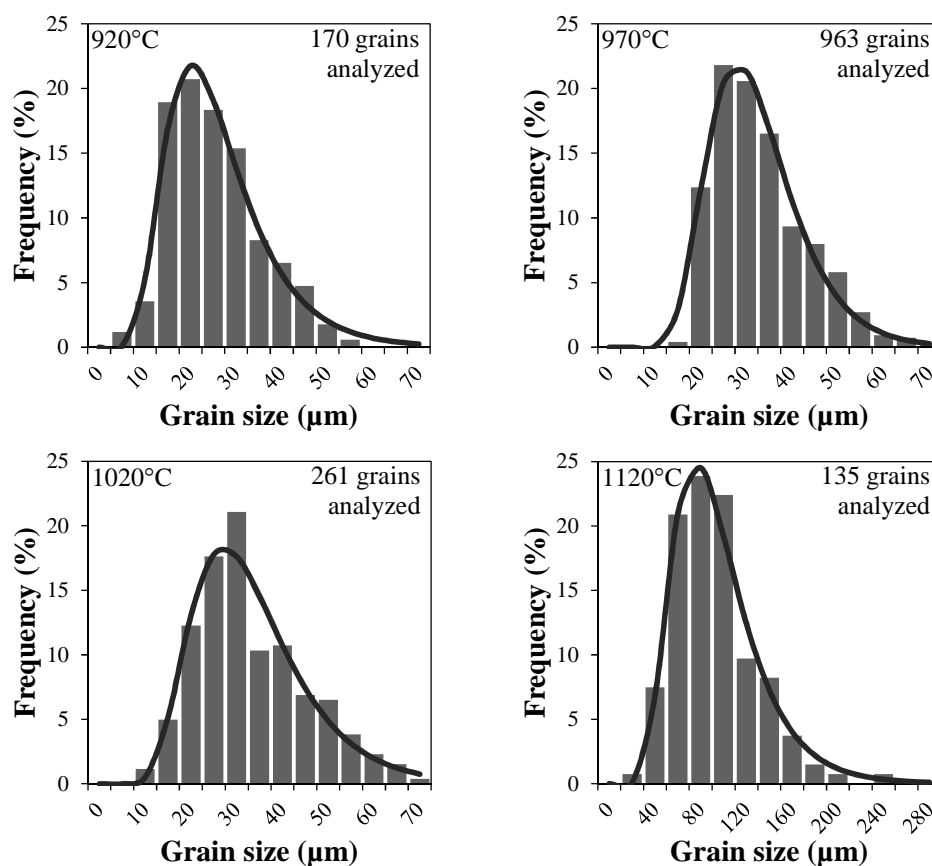 920°C
170 grains
analyzed
Frequency (%)
25
20
15
10
5
0
0 10 20 30 40 50 60 70
Grain size (µm)
970°C
963 grains
analyzed
Frequency (%)
25
20
15
10
5
0
0 10 20 30 40 50 60 70
Grain size (µm)
1020°C
261 grains
analyzed
Frequency (%)
25
20
15
10
5
0
0 10 20 30 40 50 60 70
Grain size (µm)
1120°C
135 grains
analyzed
Frequency (%)
25
20
15
10
5
0
0 40 80 120 160 200 240 280
Grain size (µm)